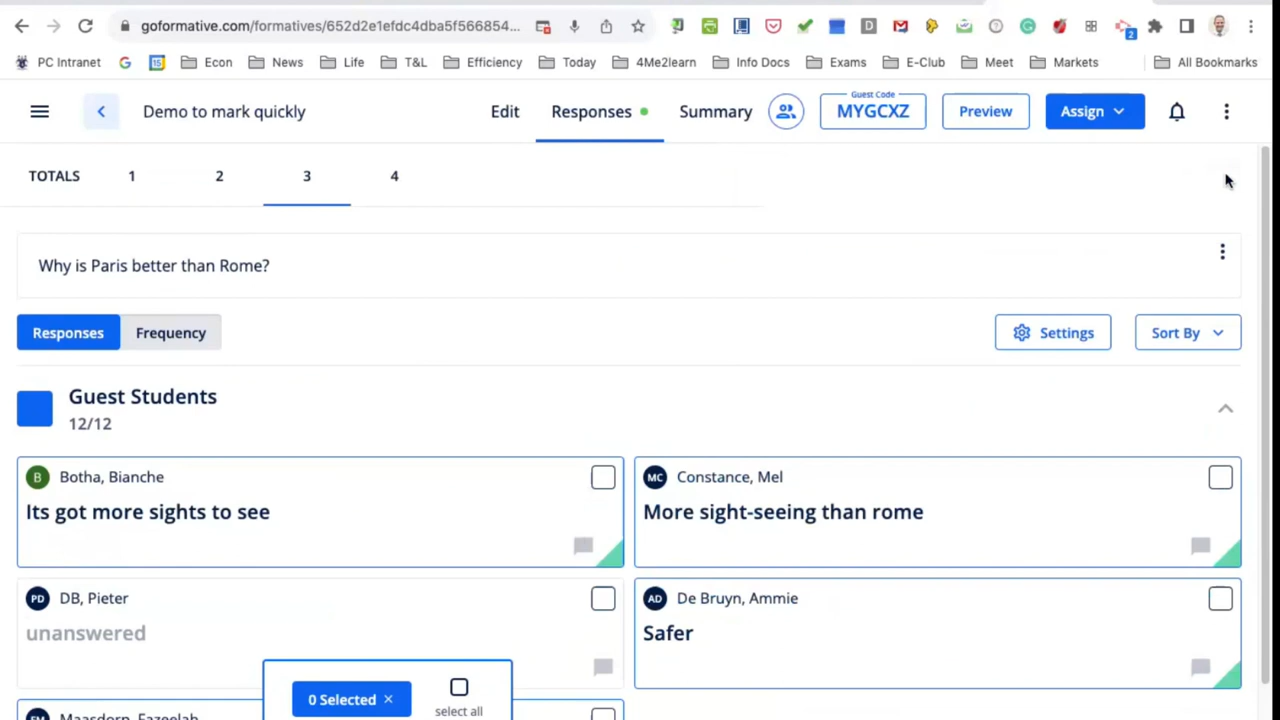 goformative.com/formatives/652d2e1efdc4dba5f566854...
2
PC Intranet
15
Econ
News
Life
T&L
Efficiency
Today
4Me2learn
Info Docs
Exams
E-Club
Meet
Markets
All Bookmarks
Demo to mark quickly
Edit
Responses
Summary
Guest Code
MYGCXZ
Preview
Assign
TOTALS
1
2
3
4
Why is Paris better than Rome?
Responses
Frequency
Settings
Sort By
Guest Students
12/12
B
Botha, Bianche
Its got more sights to see
MC
Constance, Mel
More sight-seeing than rome
PD
DB, Pieter
unanswered
AD
De Bruyn, Ammie
Safer
0 Selected ×
select all
Maasdorp, Fazeelah